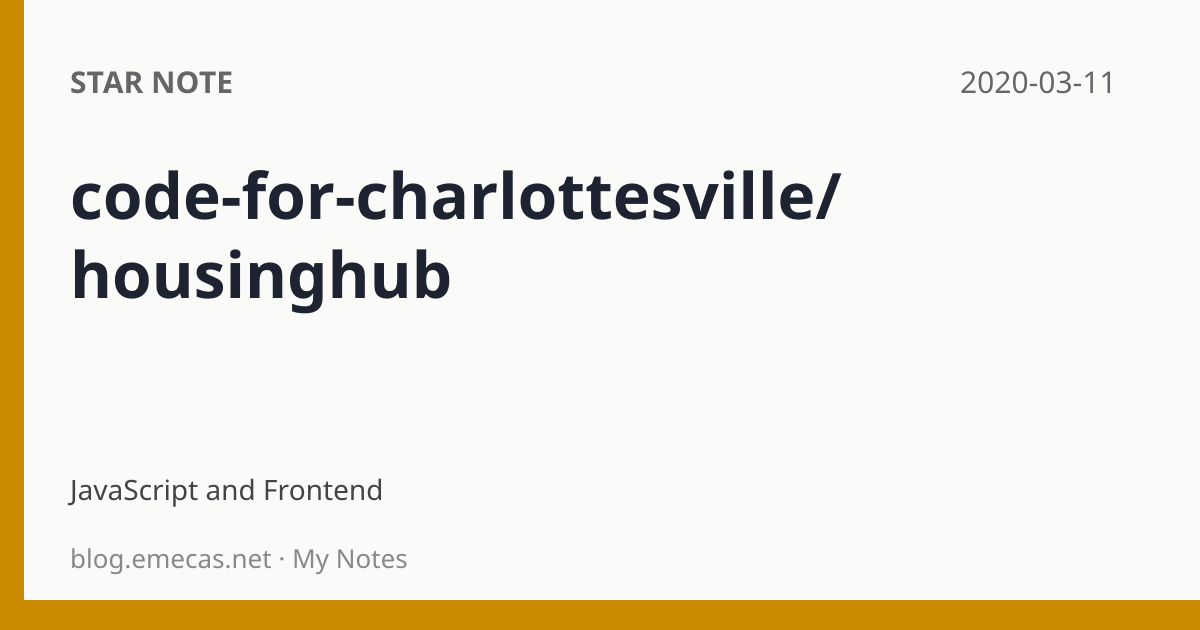 STAR NOTE
2020-03-11
code-for-charlottesville/
housinghub
JavaScript and Frontend
blog.emecas.net · My Notes